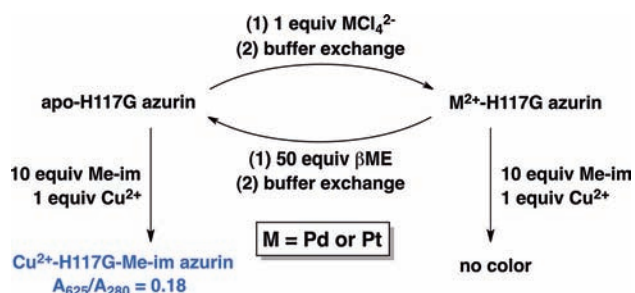 (1) 1 equiv MCl₄²⁻
(2) buffer exchange
apo-H117G azurin
M²⁺-H117G azurin
(1) 50 equiv βME
(2) buffer exchange
10 equiv Me-im
1 equiv Cu²⁺
10 equiv Me-im
1 equiv Cu²⁺
M = Pd or Pt
Cu²⁺-H117G-Me-im azurin
A₆₂₅/A₂₈₀ = 0.18
no color